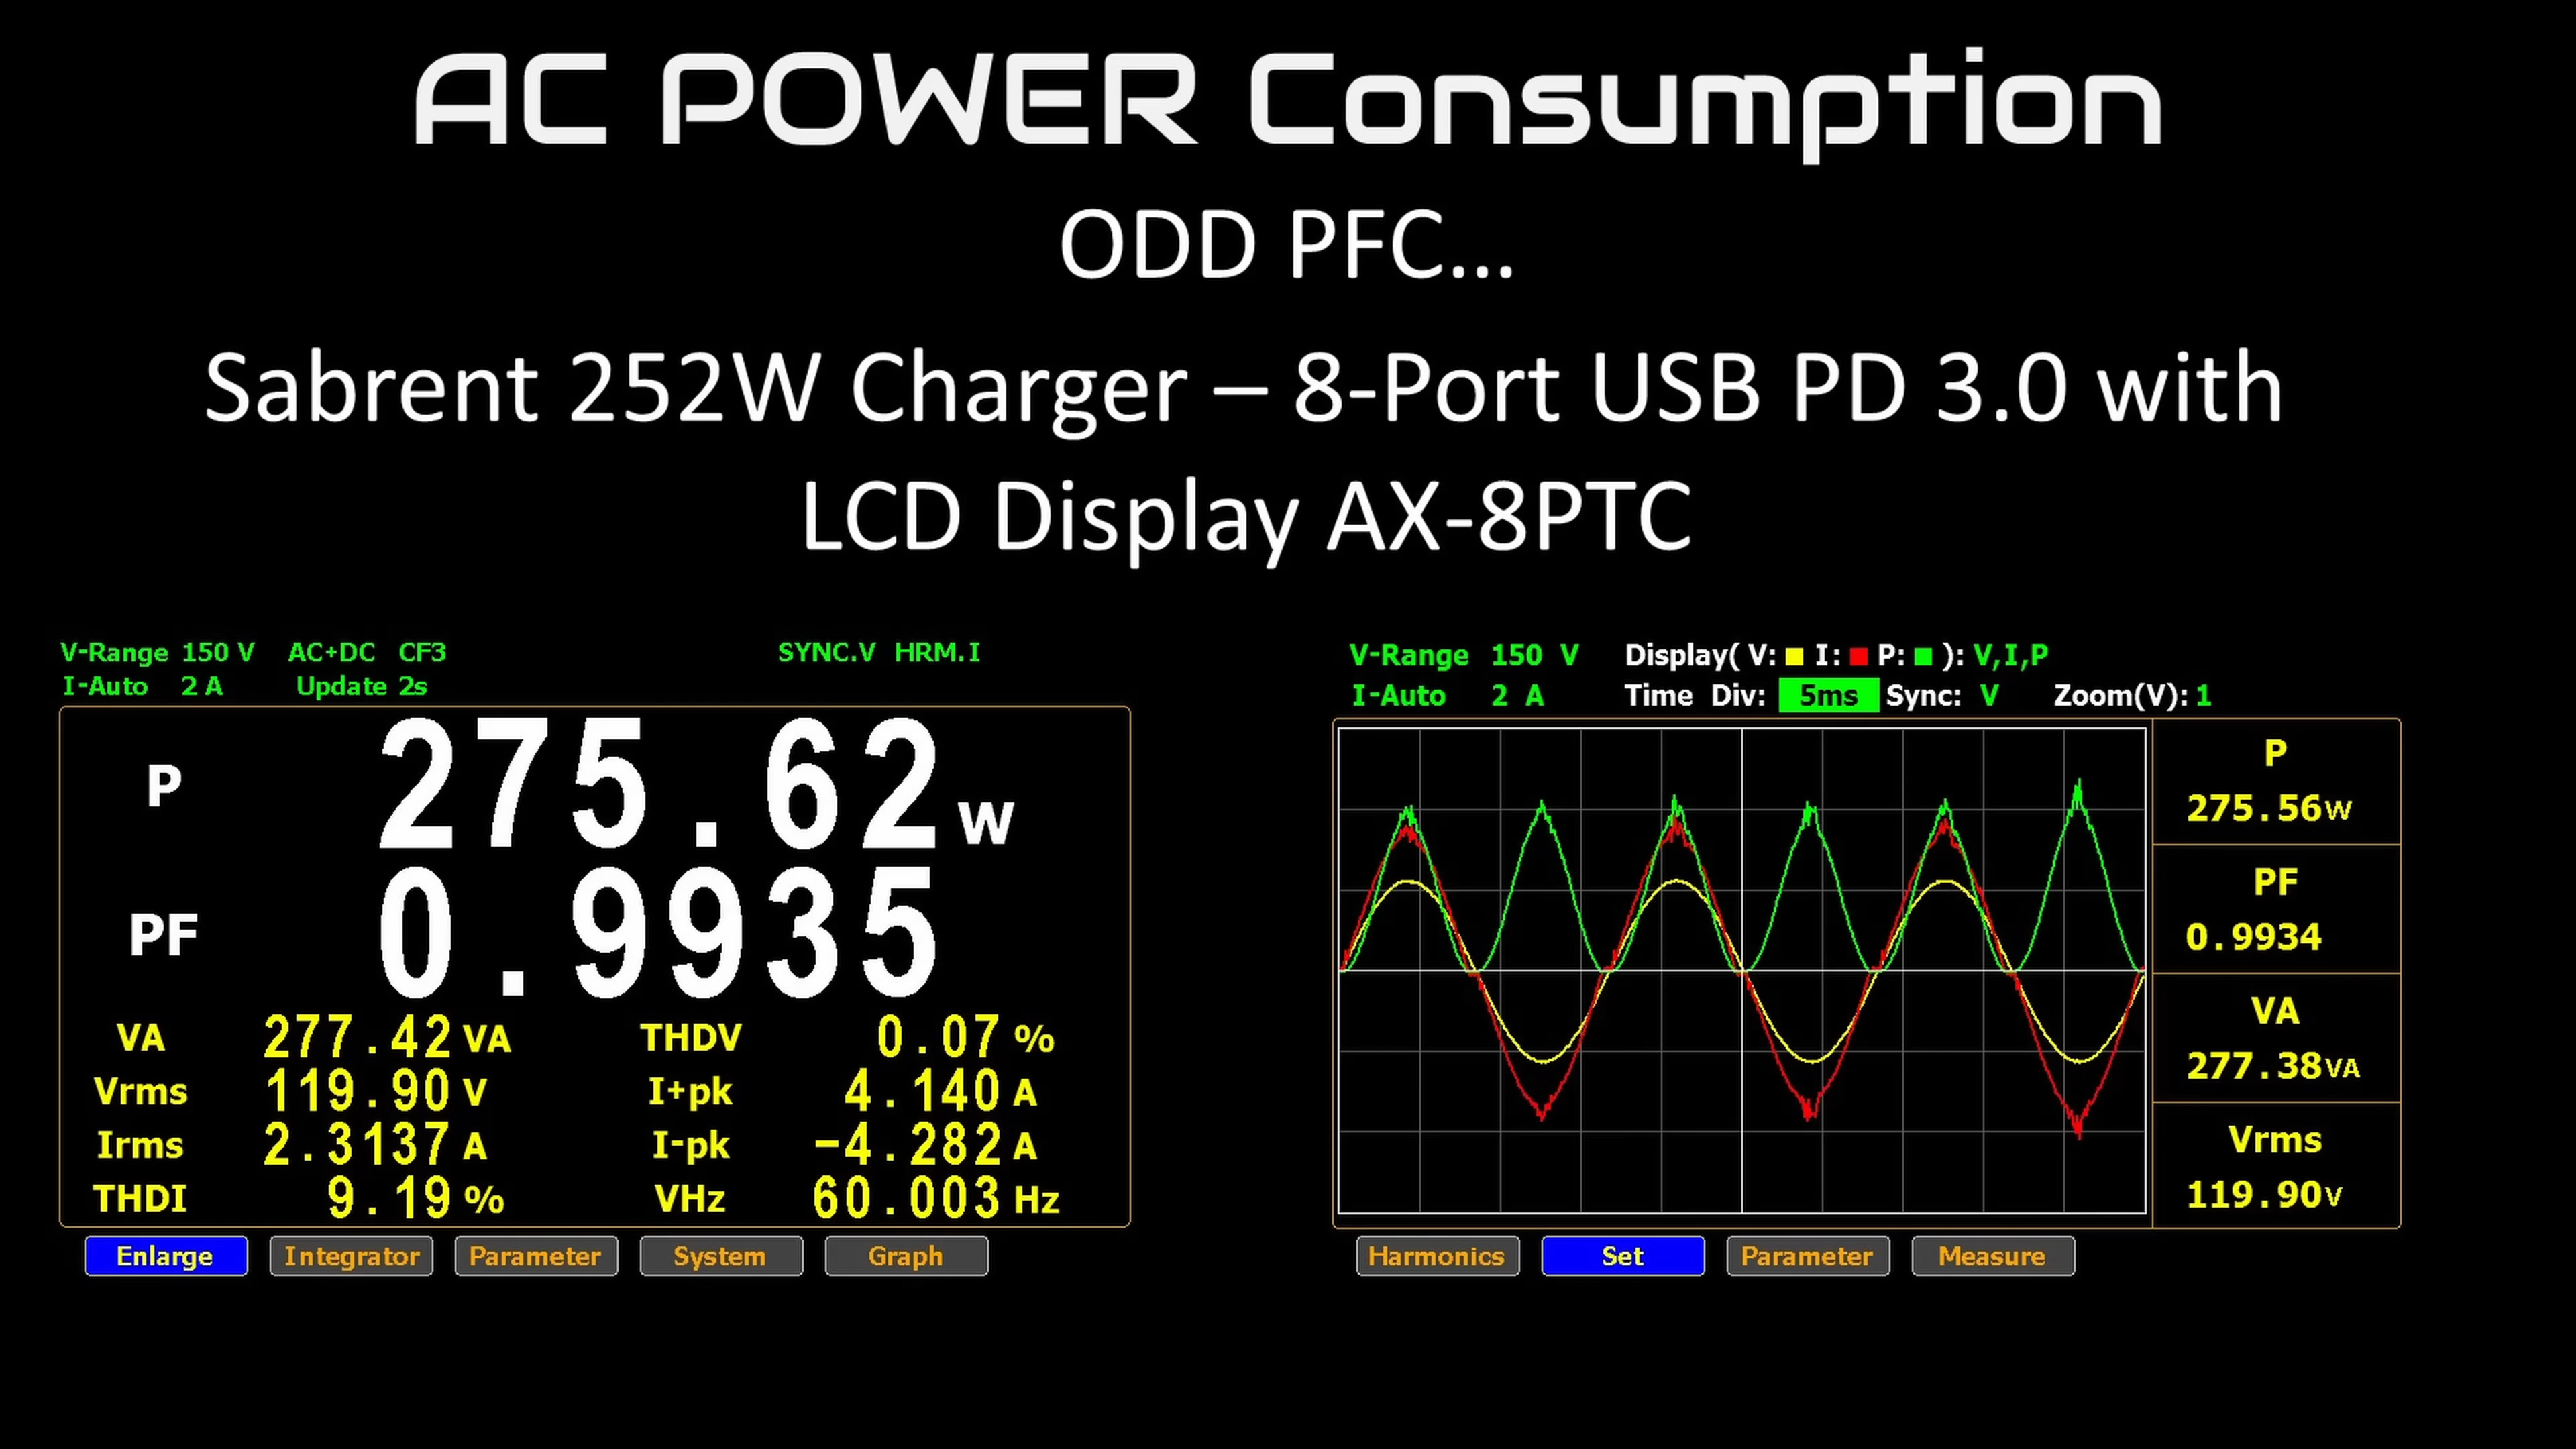 AC POWER Consumption
ODD PFC...
Sabrent 252W Charger – 8-Port USB PD 3.0 with
LCD Display AX-8PTC
V-Range 150 V AC+DC CF3 SYNC.V HRM.I
I-Auto 2 A Update 2s
P 275.62 W
PF 0.9935
VA 277.42 VA THDV 0.07 %
Vrms 119.90 V I+pk 4.140 A
Irms 2.3137 A I-pk -4.282 A
THDI 9.19 % VHz 60.003 Hz
Enlarge Integrator Parameter System Graph
V-Range 150 V Display( V: I: P: ): V,I,P
I-Auto 2 A Time Div: 5ms Sync: V Zoom(V): 1
P
275.56W
PF
0.9934
VA
277.38VA
Vrms
119.90V
Harmonics Set Parameter Measure